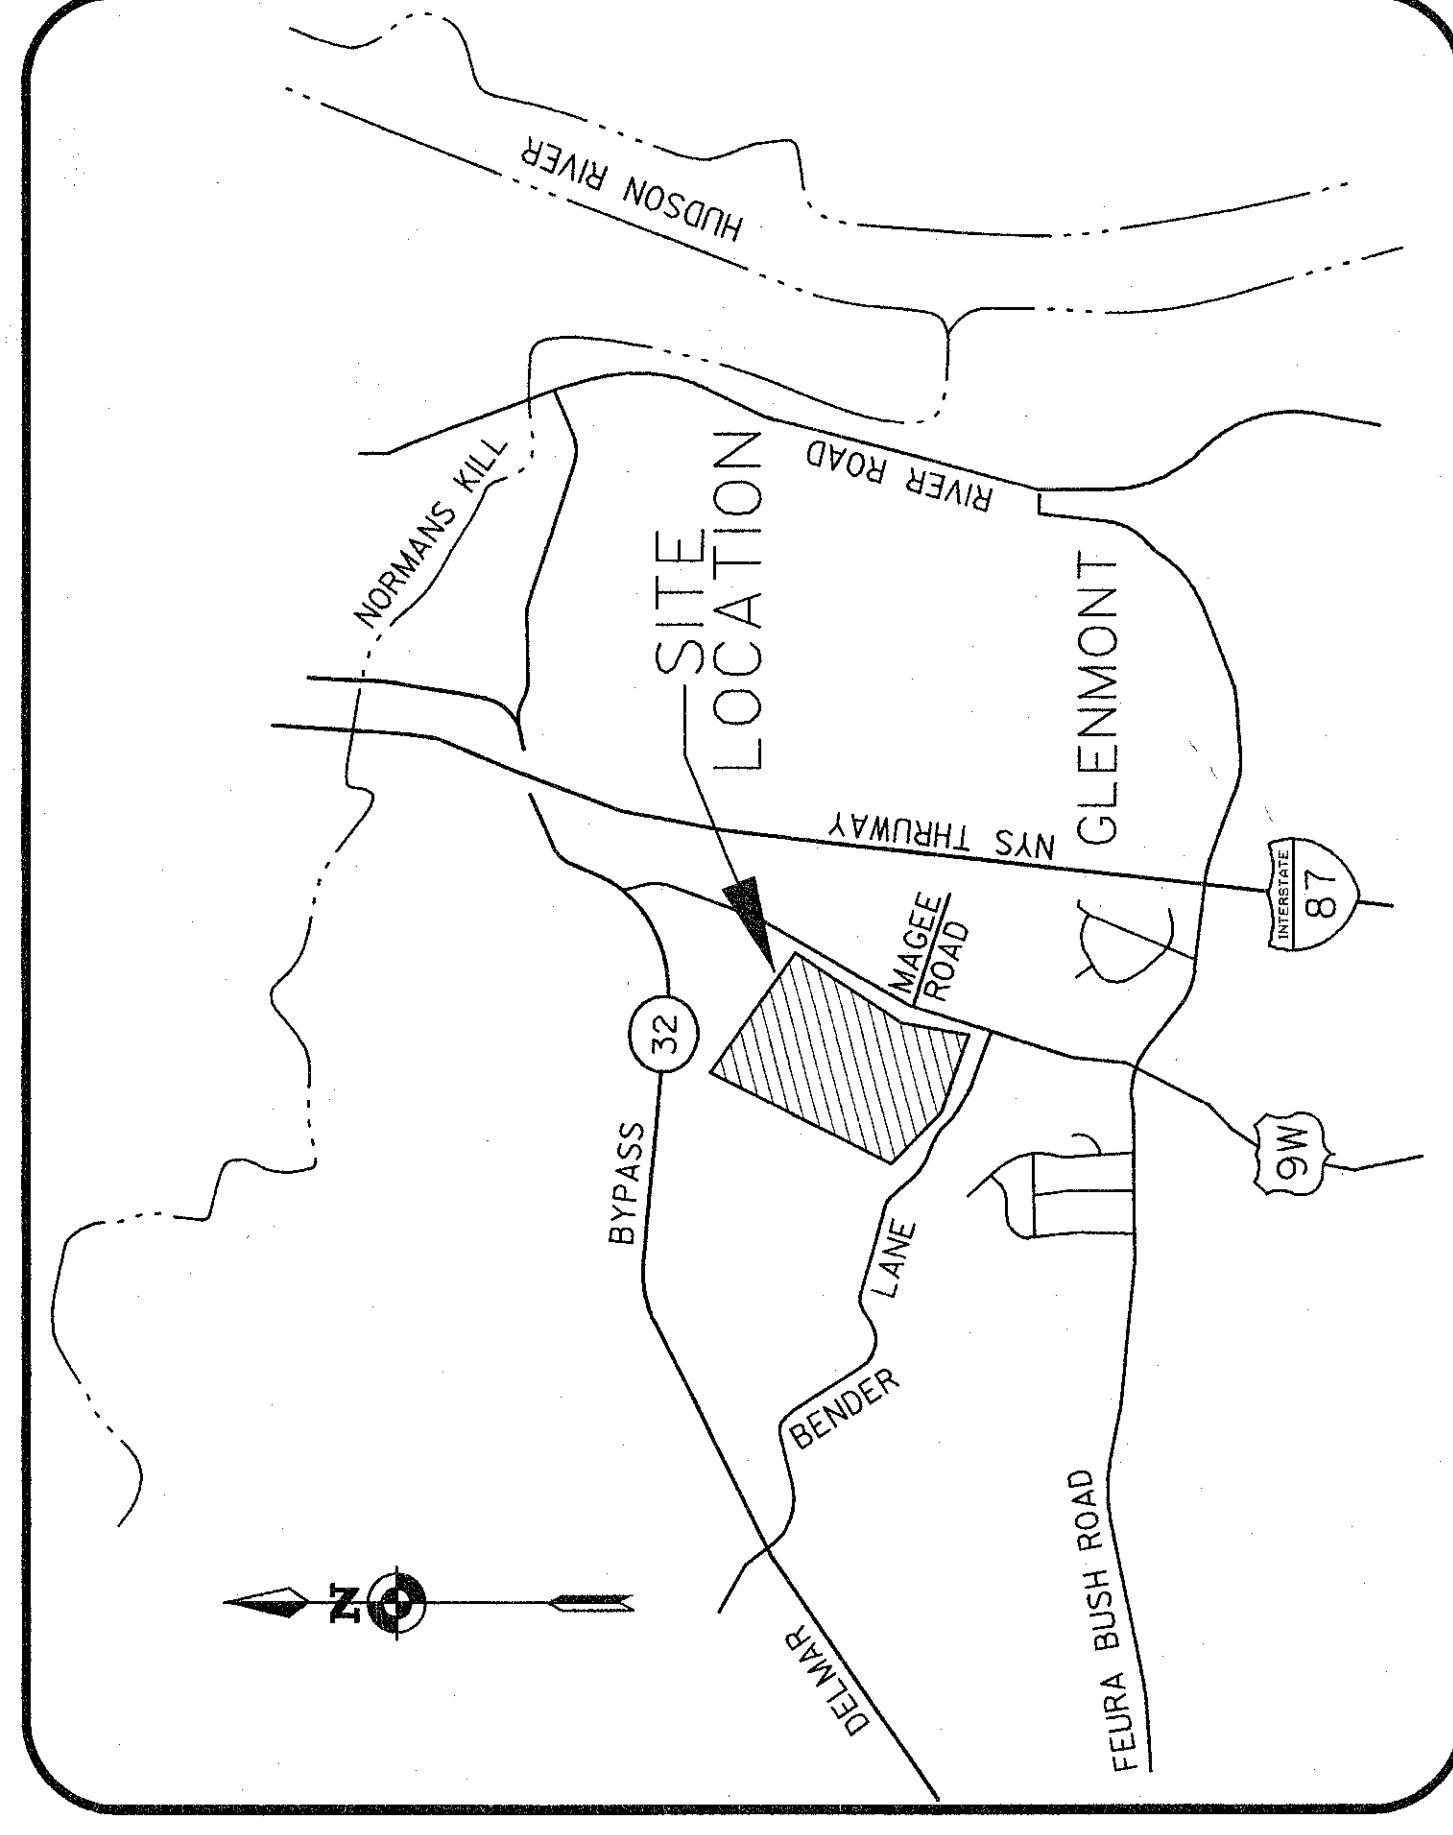 HUDSON RIVER
NORMANS KILL
RIVER ROAD
SITE
LOCATION
GLENMONT
NYS THRUWAY
INTERSTATE
87
MAGEE
ROAD
32
BYPASS
9W
LANE
BENDER
DELMAR
FEURA BUSH ROAD
N